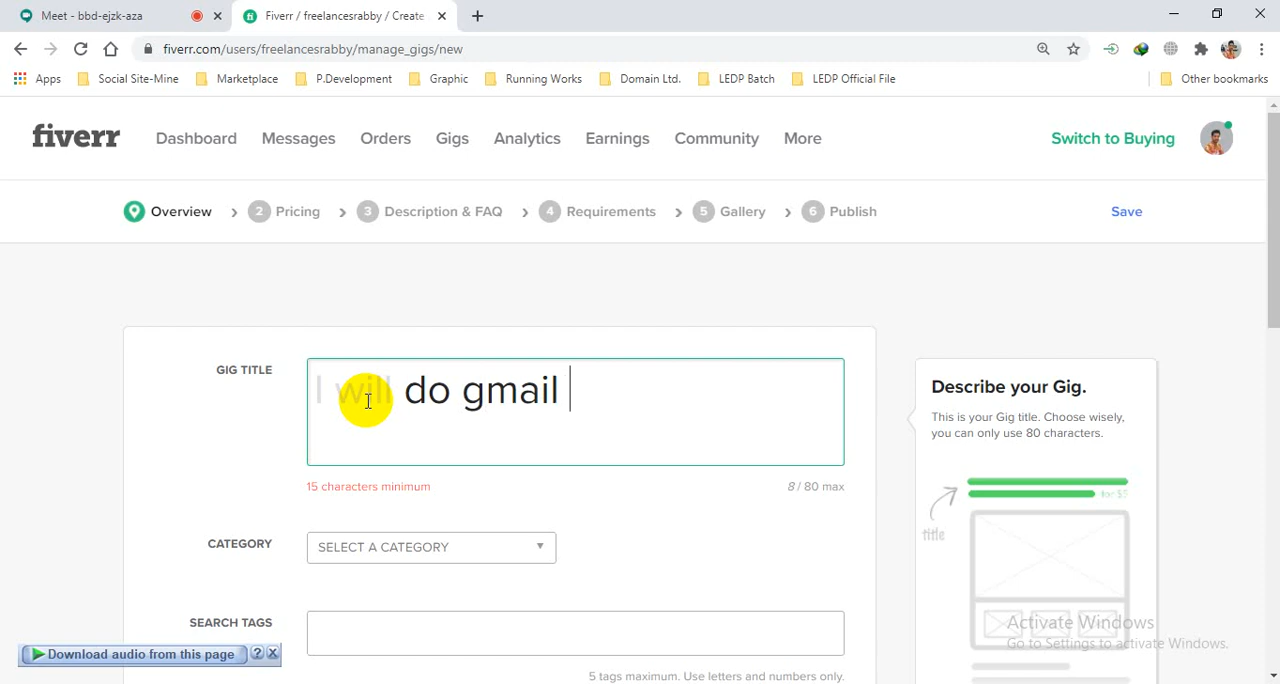 Meet - bbd-ejzk-aza
Fiverr / freelancesrabby / Create
fiverr.com/users/freelancesrabby/manage_gigs/new
Apps Social Site-Mine Marketplace P.Development Graphic Running Works Domain Ltd. LEDP Batch LEDP Official File Other bookmarks
fiverr Dashboard Messages Orders Gigs Analytics Earnings Community More Switch to Buying
Overview 2 Pricing 3 Description & FAQ 4 Requirements 5 Gallery 6 Publish Save
GIG TITLE
I will do gmail
15 characters minimum
8 / 80 max
Describe your Gig.
This is your Gig title. Choose wisely,
you can only use 80 characters.
for $5
title
CATEGORY
SELECT A CATEGORY
SEARCH TAGS
5 tags maximum. Use letters and numbers only.
Download audio from this page ? X
Activate Windows
Go to Settings to activate Windows.